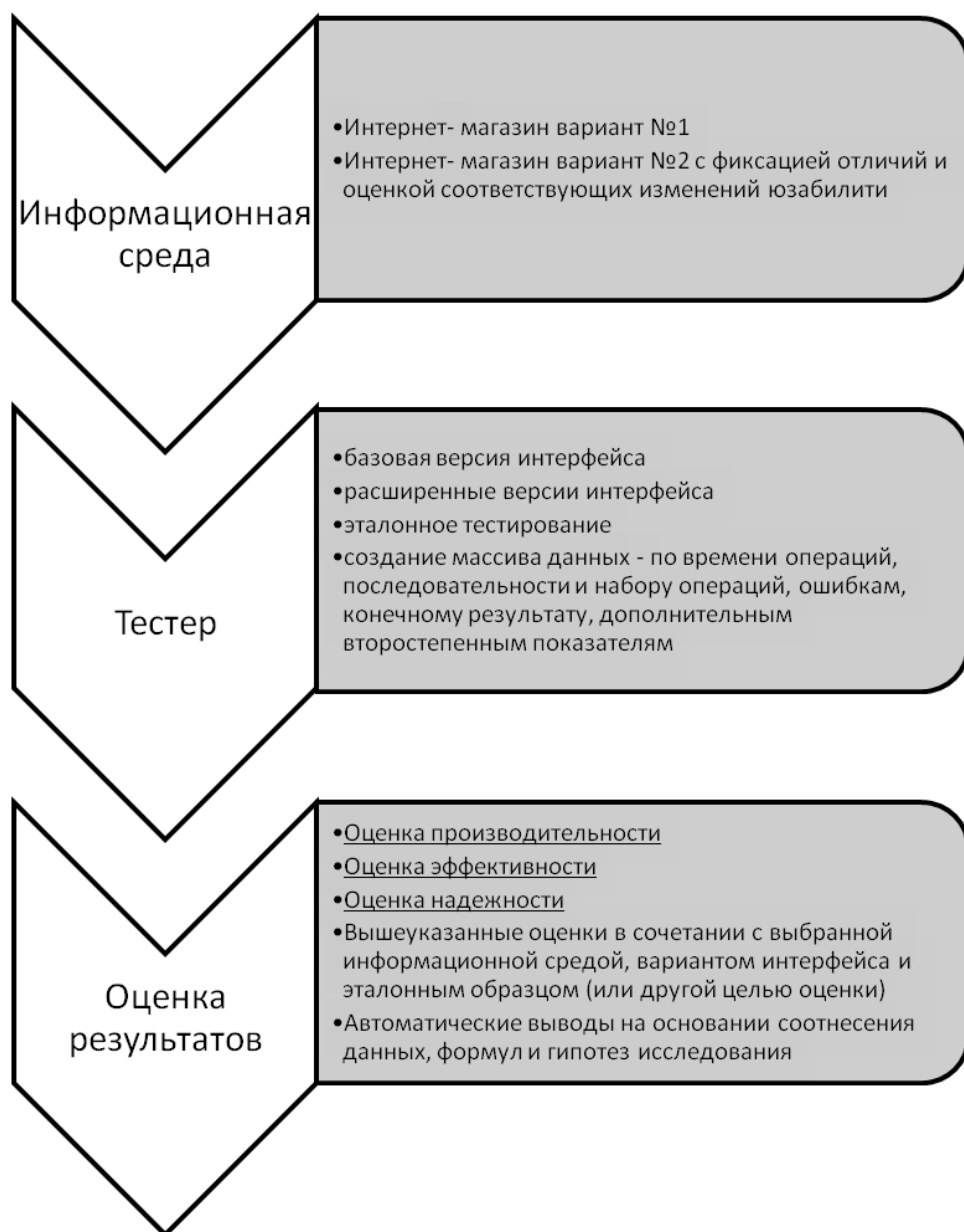 Информационная
среда
•Интернет- магазин вариант №1
•Интернет- магазин вариант №2 с фиксацией отличий и
оценкой соответствующих изменений юзабилити
Тестер
•базовая версия интерфейса
•расширенные версии интерфейса
•эталонное тестирование
•создание массива данных - по времени операций,
последовательности и набору операций, ошибкам,
конечному результату, дополнительным
второстепенным показателям
Оценка
результатов
•Оценка производительности
•Оценка эффективности
•Оценка надежности
•Вышеуказанные оценки в сочетании с выбранной
информационной средой, вариантом интерфейса и
эталонным образцом (или другой целью оценки)
•Автоматические выводы на основании соотнесения
данных, формул и гипотез исследования